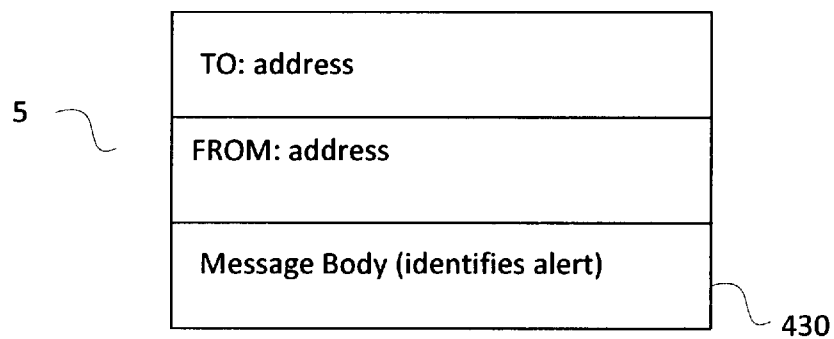 TO: address
5
FROM: address
Message Body (identifies alert)
430